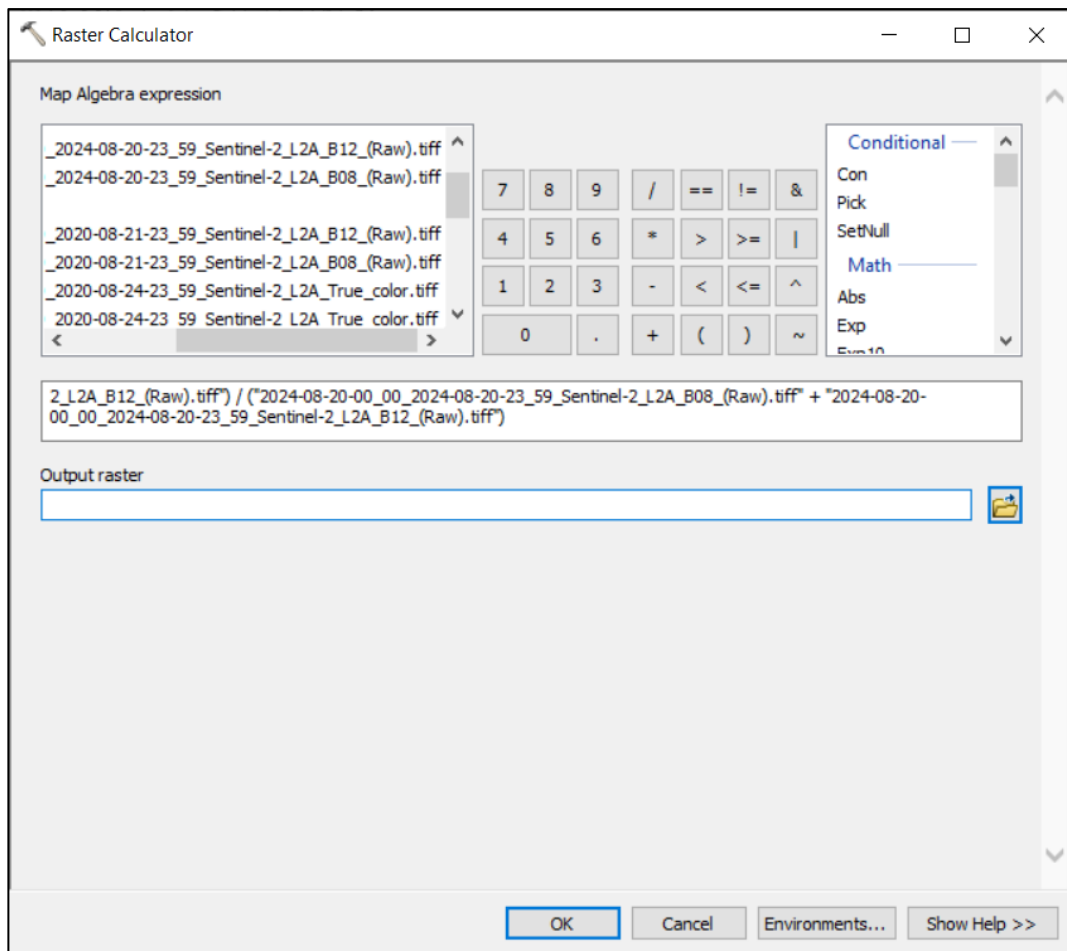 Raster Calculator
Map Algebra expression
_2024-08-20-23_59_Sentinel-2_L2A_B12_(Raw).tiff
_2024-08-20-23_59_Sentinel-2_L2A_B08_(Raw).tiff
_2020-08-21-23_59_Sentinel-2_L2A_B12_(Raw).tiff
_2020-08-21-23_59_Sentinel-2_L2A_B08_(Raw).tiff
_2020-08-24-23_59_Sentinel-2_L2A_True_color.tiff
_2020-08-24-23_59_Sentinel-2_L2A_True_color.tiff
7 8 9 / == != &
4 5 6 * > >= |
1 2 3 - < <= ^
0 . + ( ) ~
Conditional
Con
Pick
SetNull
Math
Abs
Exp
Exp10
2_L2A_B12_(Raw).tiff") / ("2024-08-20-00_00_2024-08-20-23_59_Sentinel-2_L2A_B08_(Raw).tiff" + "2024-08-20-
00_00_2024-08-20-23_59_Sentinel-2_L2A_B12_(Raw).tiff")
Output raster
OK Cancel Environments... Show Help >>